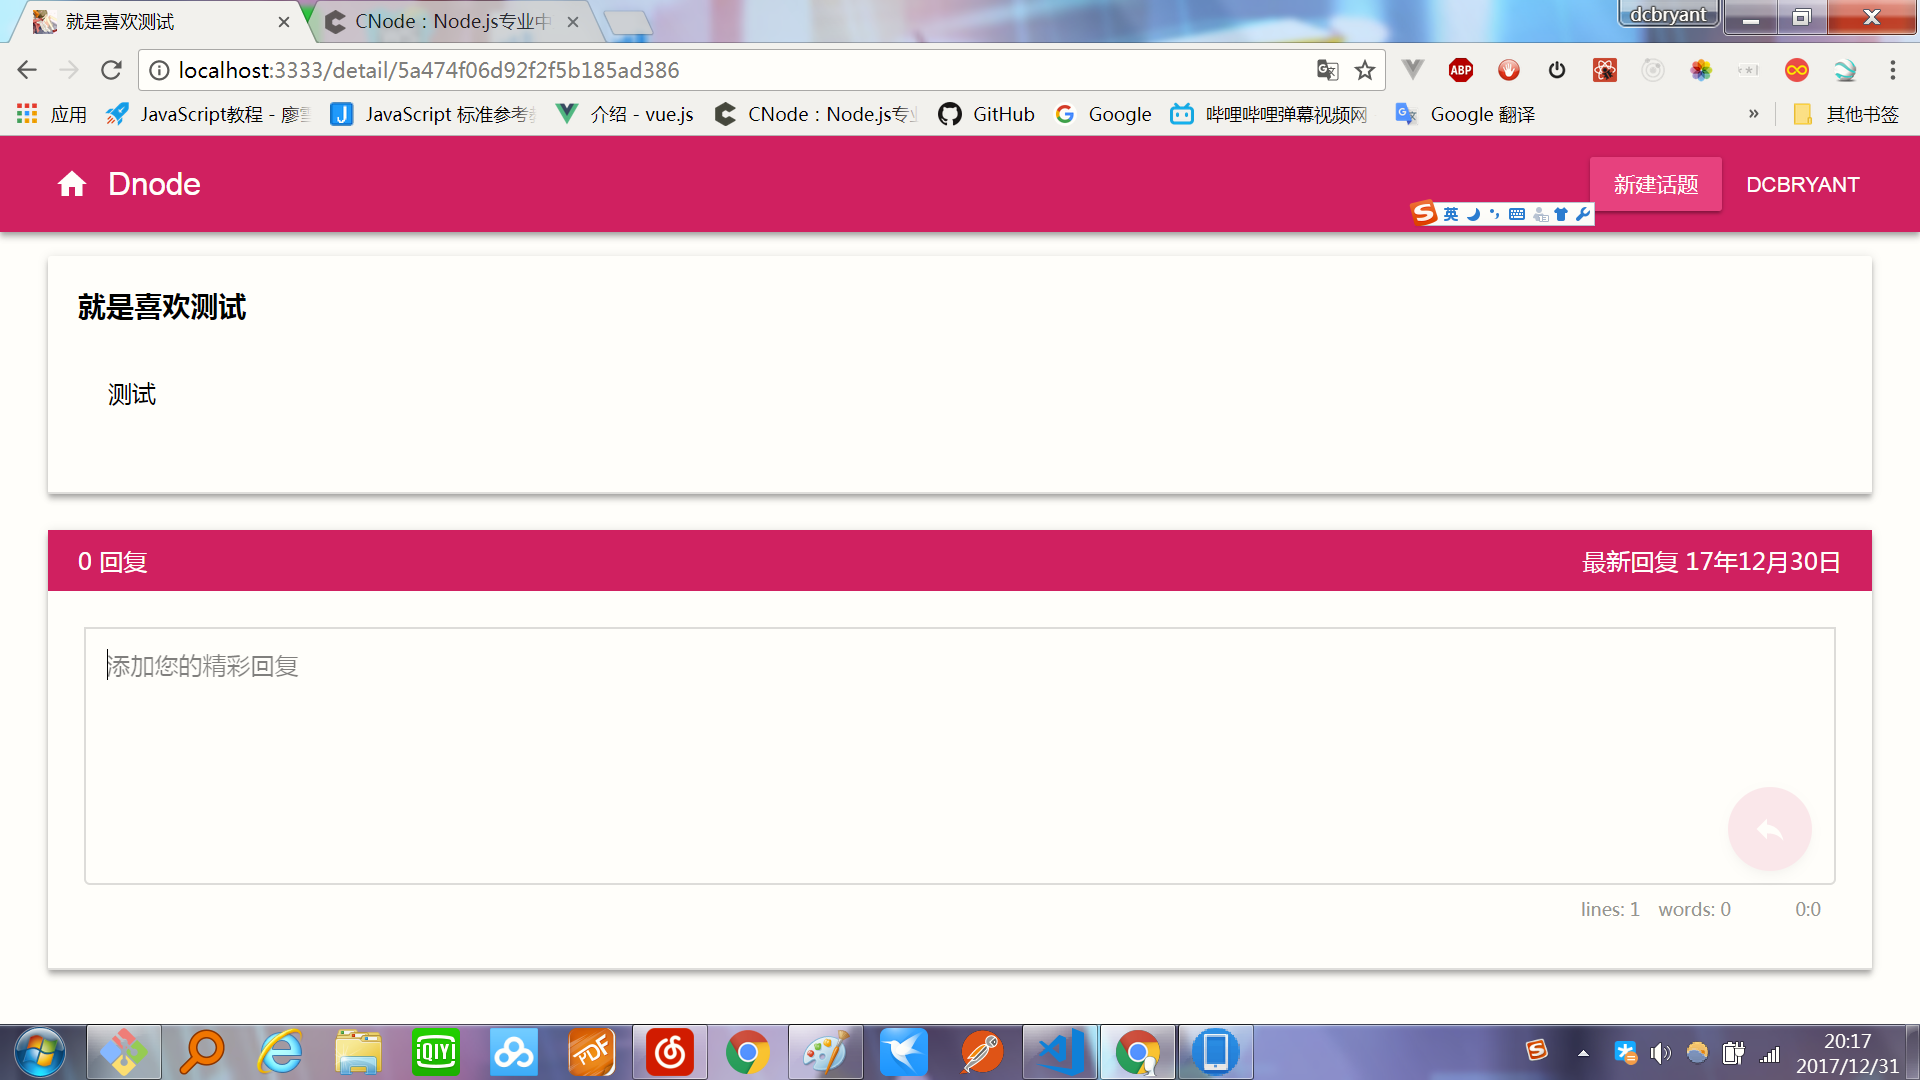 就是喜欢测试
CNode：Node.js专业中
dcbryant
localhost:3333/detail/5a474f06d92f2f5b185ad386
ABP
应用
JavaScript教程 - 廖
J
JavaScript 标准参考
介绍 - vue.js
CNode：Node.js专
GitHub
Google
哔哩哔哩弹幕视频网
Google 翻译
»
其他书签
Dnode
新建话题
DCBRYANT
英
就是喜欢测试
测试
0 回复
最新回复 17年12月30日
添加您的精彩回复
lines: 1 words: 0 0:0
iQIYI
PDF
20:17
2017/12/31